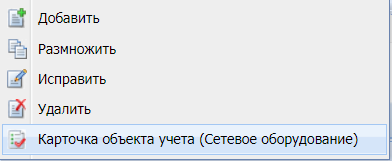 Добавить
Размножить
Исправить
Удалить
Карточка объекта учета (Сетевое оборудование)